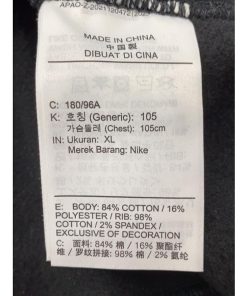 APAO-Z-2021120472
MADE IN CHINA
中国製
DIBUAT DI CINA
C: 180/96A
K: 호칭 (Generic): 105
가슴둘레 (Chest): 105cm
IN: Ukuran: XL
Merek Barang: Nike
E: BODY: 84% COTTON / 16%
POLYESTER / RIB: 98%
COTTON / 2% SPANDEX /
EXCLUSIVE OF DECORATION
C: 面料: 84% 棉 / 16% 聚酯纤
维 / 罗纹拼接: 98% 棉 / 2% 氨纶